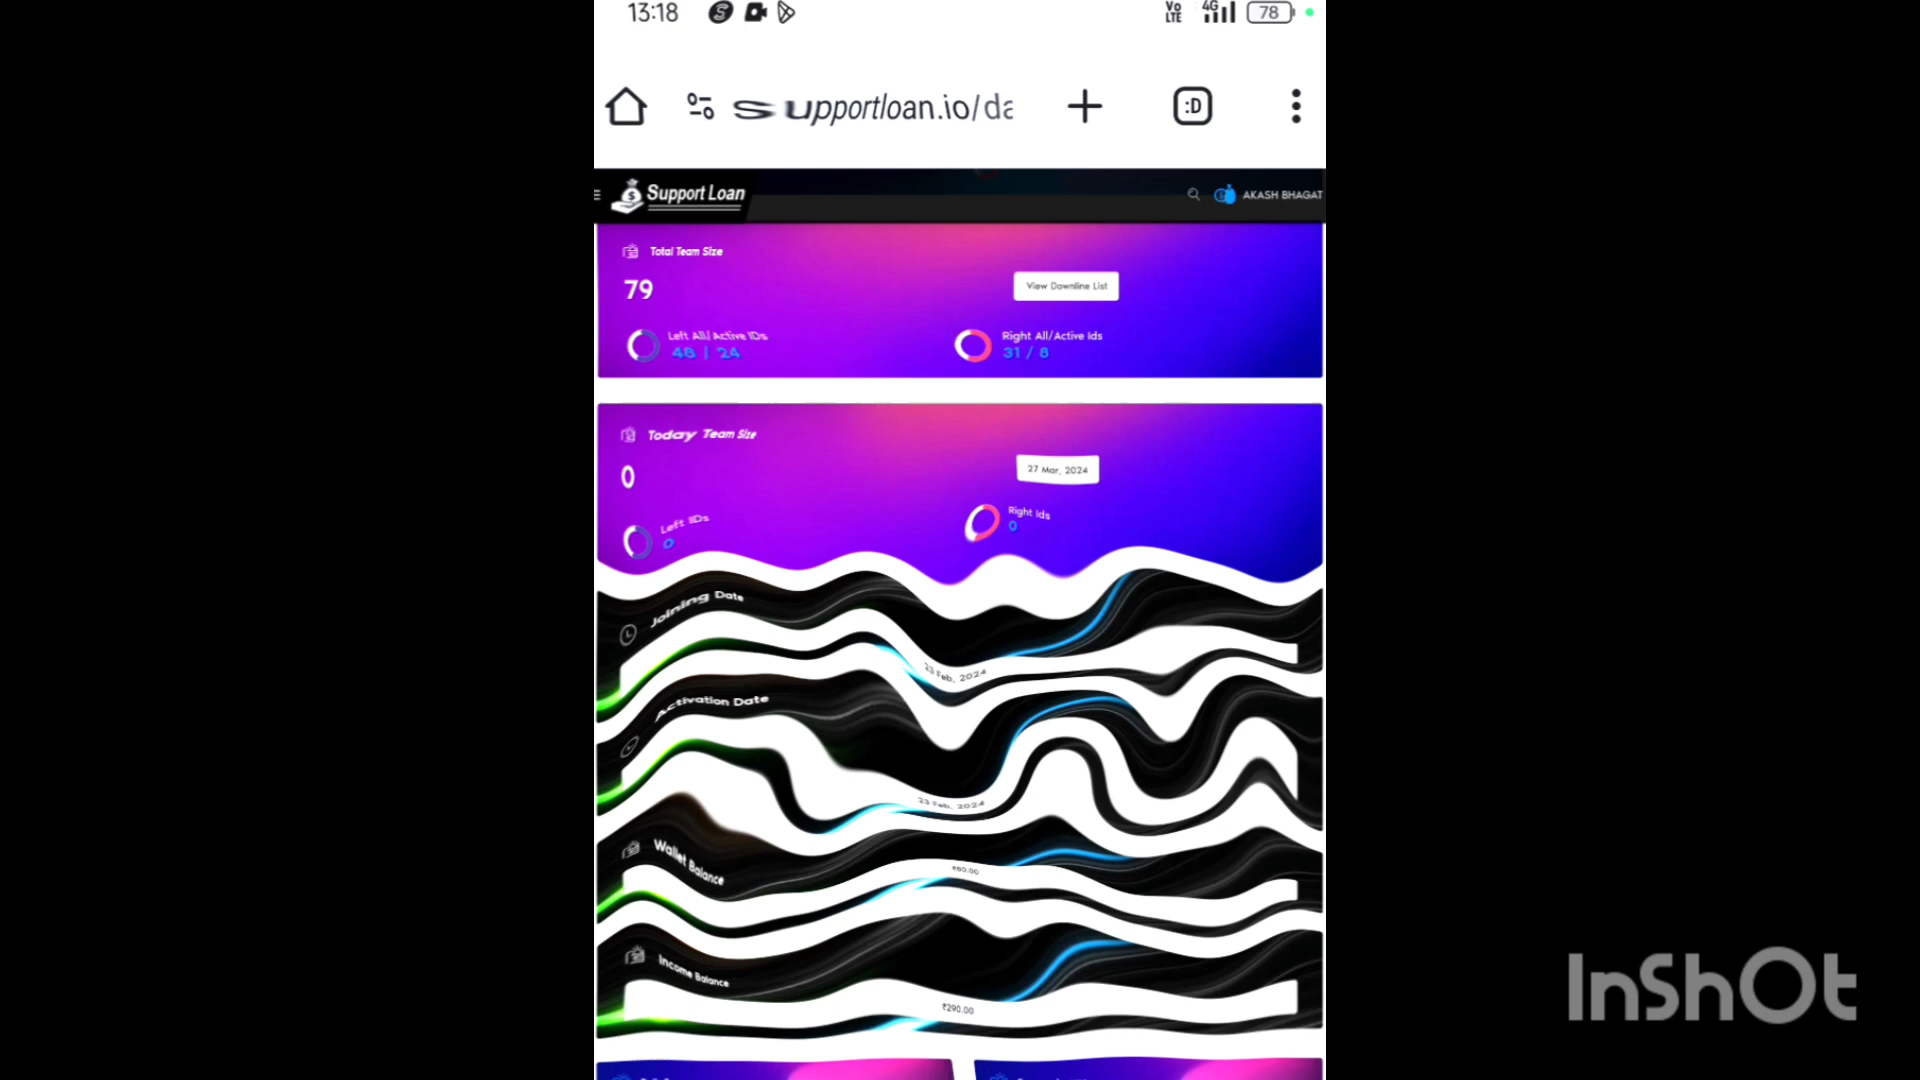 13:18 Vo LTE 4G 78
supportloan.io/da :D
Support Loan AKASH BHAGAT
Total Team Size
79 View Downline List
Left All/Active IDs Right All/Active Ids
48 | 24 31 / 8
Today Team Size
0 27 Mar, 2024
Left IDs Right Ids
0 0
Joining Date
23 Feb, 2024
Activation Date
23 Feb, 2024
Wallet Balance
₹60.00
Income Balance
₹290.00
InShOt